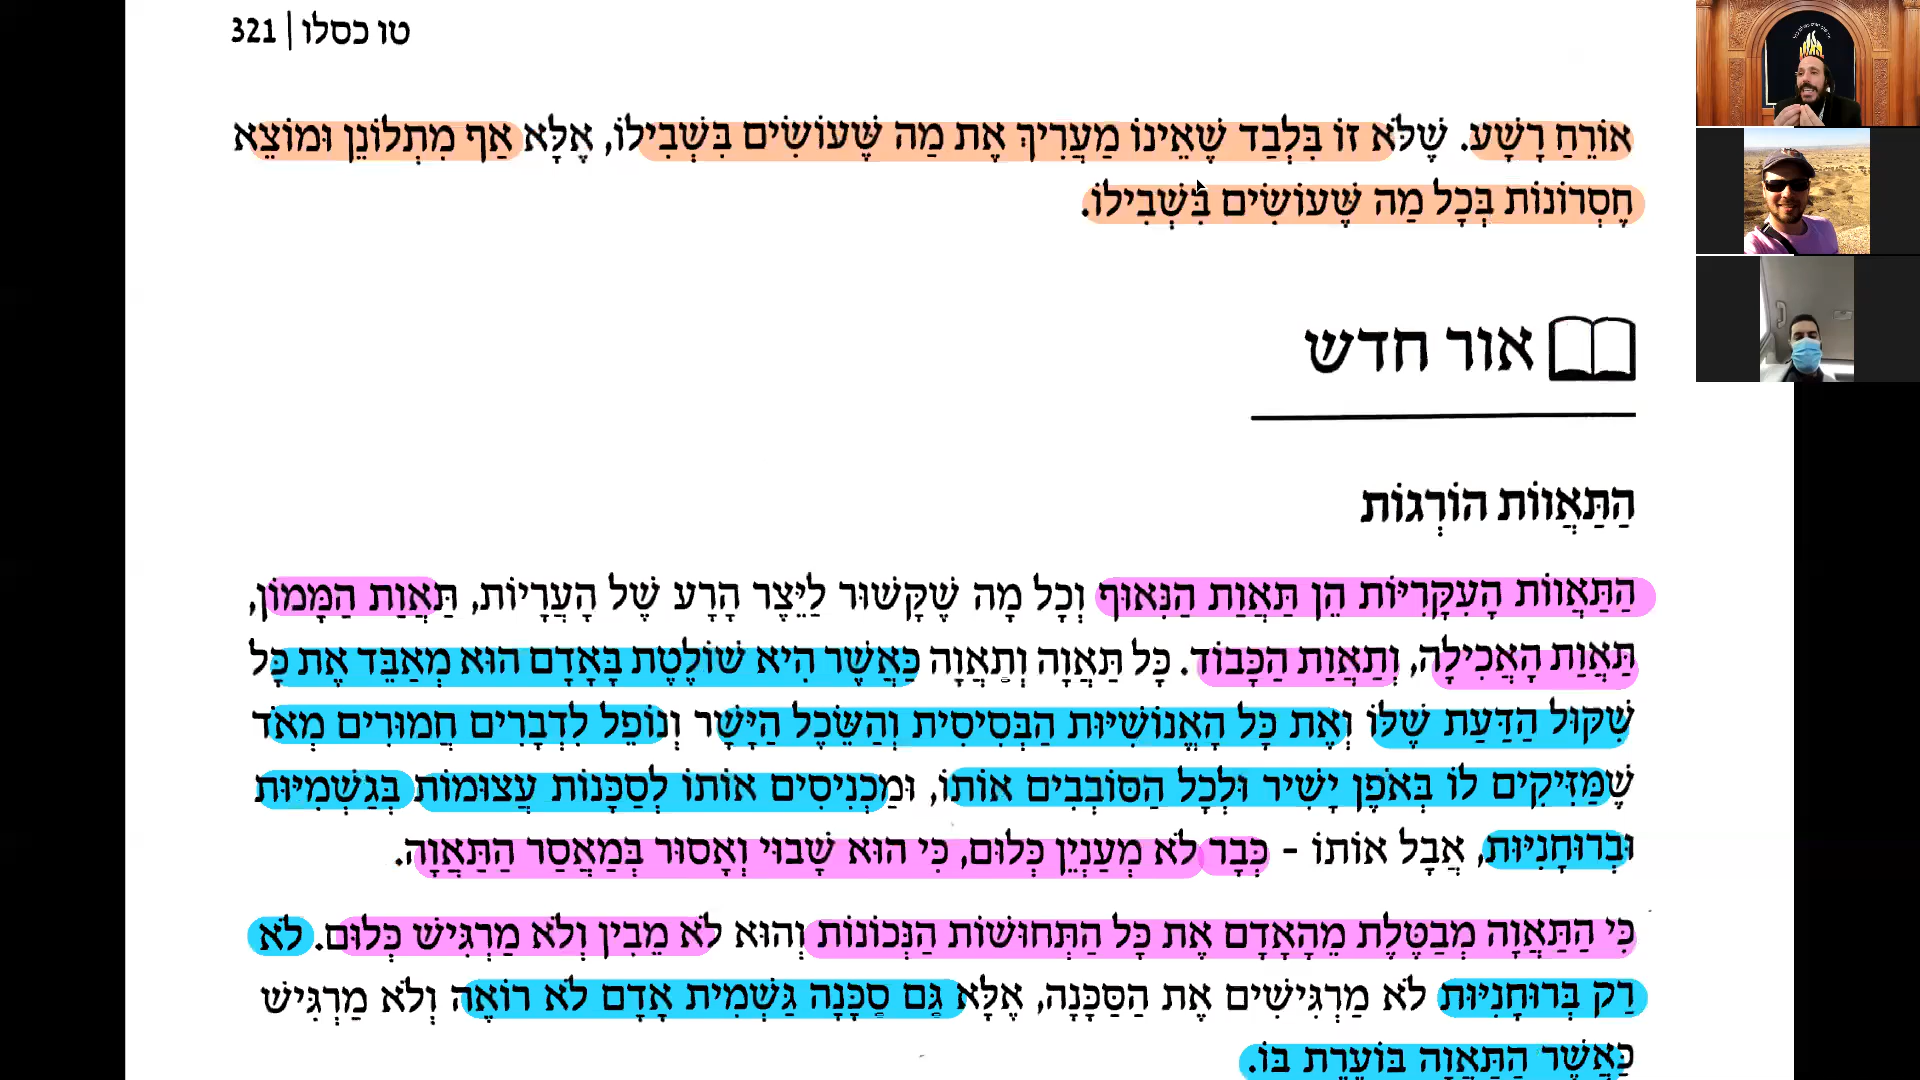 טו כסלו | 321
אוֹרֵחַ רָשָׁע. שֶׁלֹּא זוֹ בִּלְבַד שֶׁאֵינוֹ מַעֲרִיךְ אֶת מַה שֶּׁעוֹשִׂים בִּשְׁבִילוֹ, אֶלָּא אַף מִתְלוֹנֵן וּמוֹצֵא
חֶסְרוֹנוֹת בְּכָל מַה שֶּׁעוֹשִׂים בִּשְׁבִילוֹ.
אור חדש
הַתַּאֲווֹת הוֹרְגוֹת
הַתַּאֲווֹת הָעִקָּרִיּוֹת הֵן תַּאֲוַת הַנִּאוּף וְכָל מָה שֶׁקָּשׁוּר לַיֵּצֶר הָרָע שֶׁל הָעֲרָיוֹת, תַּאֲוַת הַמָּמוֹן,
תַּאֲוַת הָאֲכִילָה, וְתַאֲוַת הַכָּבוֹד. כָּל תַּאֲוָה וְתַאֲוָה כַּאֲשֶׁר הִיא שׁוֹלֶטֶת בָּאָדָם הוּא מְאַבֵּד אֶת כָּל
שִׁקּוּל הַדַּעַת שֶׁלּוֹ וְאֶת כָּל הָאֱנוֹשִׁיּוּת הַבְּסִיסִית וְהַשֵּׂכֶל הַיָּשָׁר וְנוֹפֵל לִדְבָרִים חֲמוּרִים מְאֹד
שֶׁמַּזִּיקִים לוֹ בְּאֹפֶן יָשִׁיר וּלְכָל הַסּוֹבְבִים אוֹתוֹ, וּמַכְנִיסִים אוֹתוֹ לְסַכָּנוֹת עֲצוּמוֹת בְּגַשְׁמִיּוּת
וּבְרוּחָנִיּוּת, אֲבָל אוֹתוֹ - כְּבָר לֹא מְעַנְיֵן כְּלוּם, כִּי הוּא שָׁבוּי וְאָסוּר בְּמַאֲסַר הַתַּאֲוָה.
כִּי הַתַּאֲוָה מְבַטֶּלֶת מֵהָאָדָם אֶת כָּל הַתְּחוּשׁוֹת הַנְּכוֹנוֹת וְהוּא לֹא מֵבִין וְלֹא מַרְגִּישׁ כְּלוּם. לֹא
רַק בְּרוּחָנִיּוּת לֹא מַרְגִּישִׁים אֶת הַסַּכָּנָה, אֶלָּא גַּם סַכָּנָה גַּשְׁמִית אָדָם לֹא רוֹאֶה וְלֹא מַרְגִּישׁ
כַּאֲשֶׁר הַתַּאֲוָה בּוֹעֶרֶת בּוֹ.